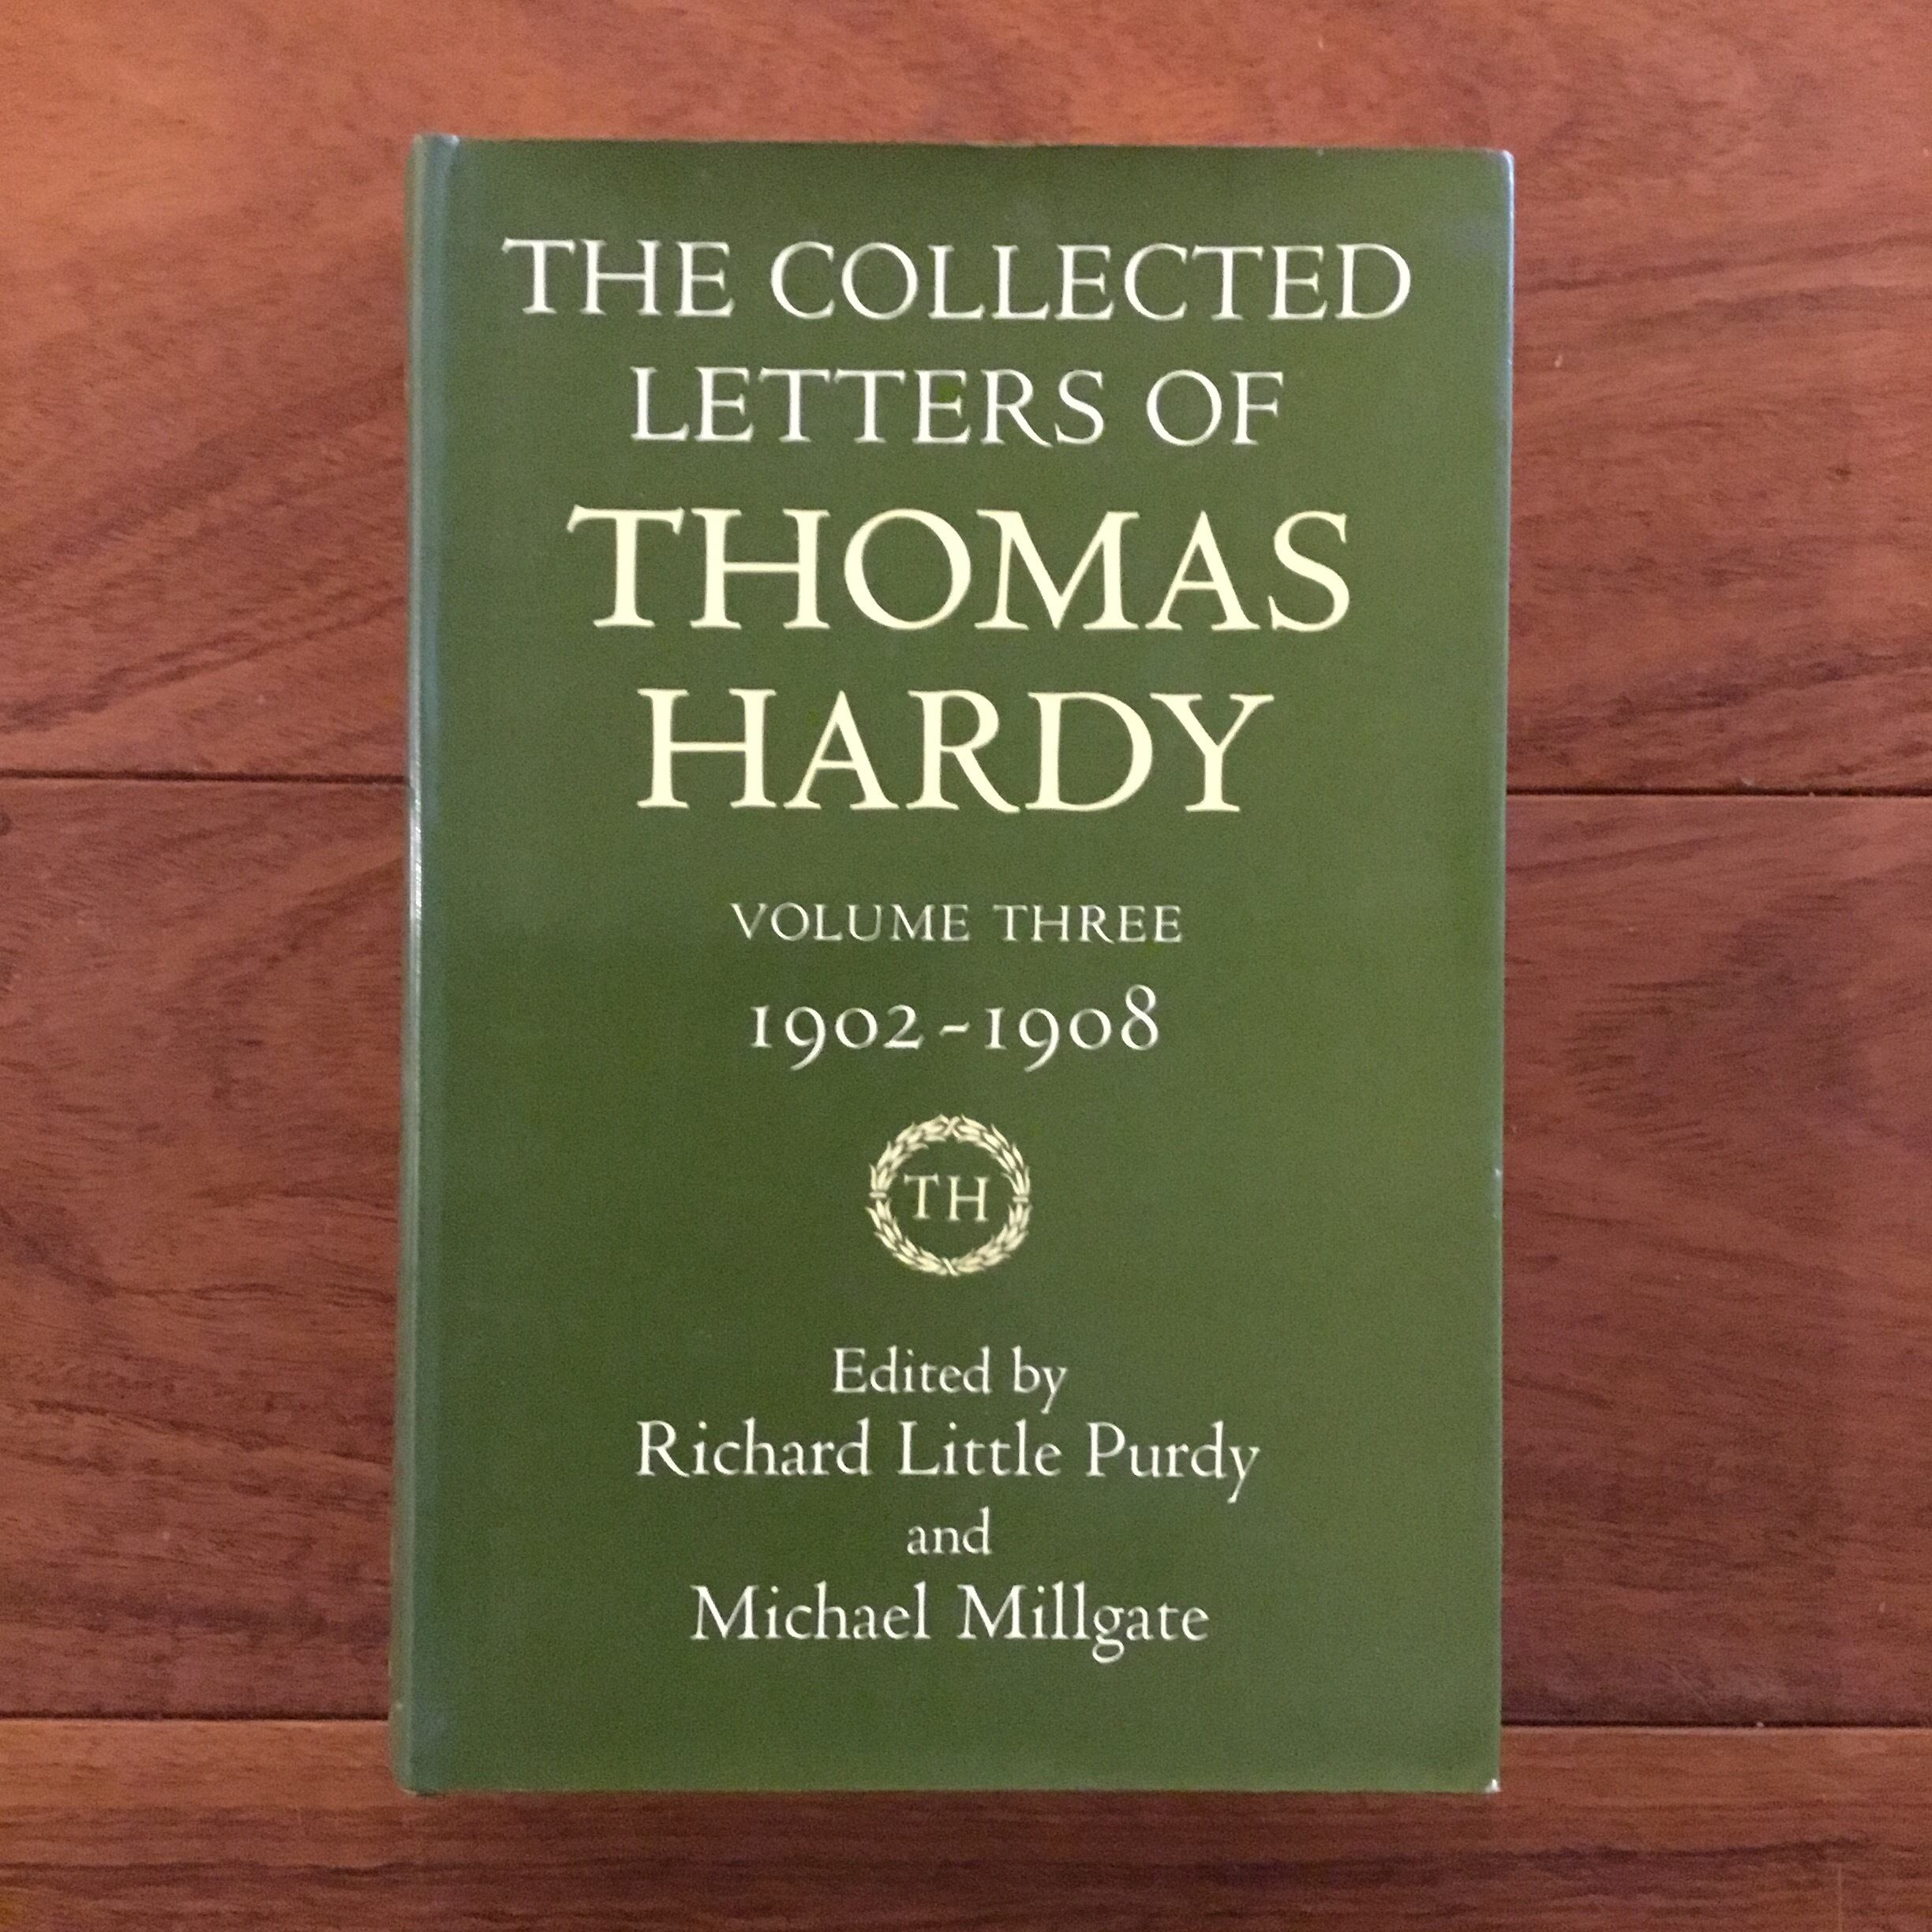 THE COLLECTED
LETTERS OF
THOMAS
HARDY
VOLUME THREE
1902-1908
TH
Edited by
Richard Little Purdy
and
Michael Millgate